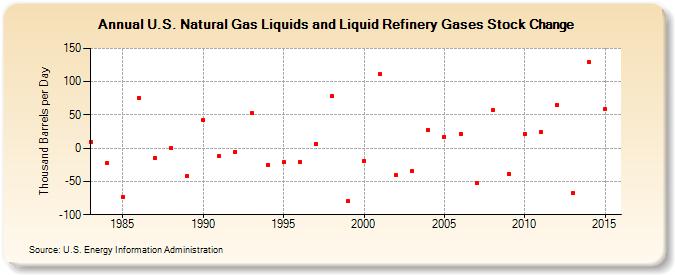 Annual U.S. Natural Gas Liquids and Liquid Refinery Gases Stock Change
Thousand Barrels per Day
150
100
50
0
-50
-100
1985 1990 1995 2000 2005 2010 2015
Source: U.S. Energy Information Administration